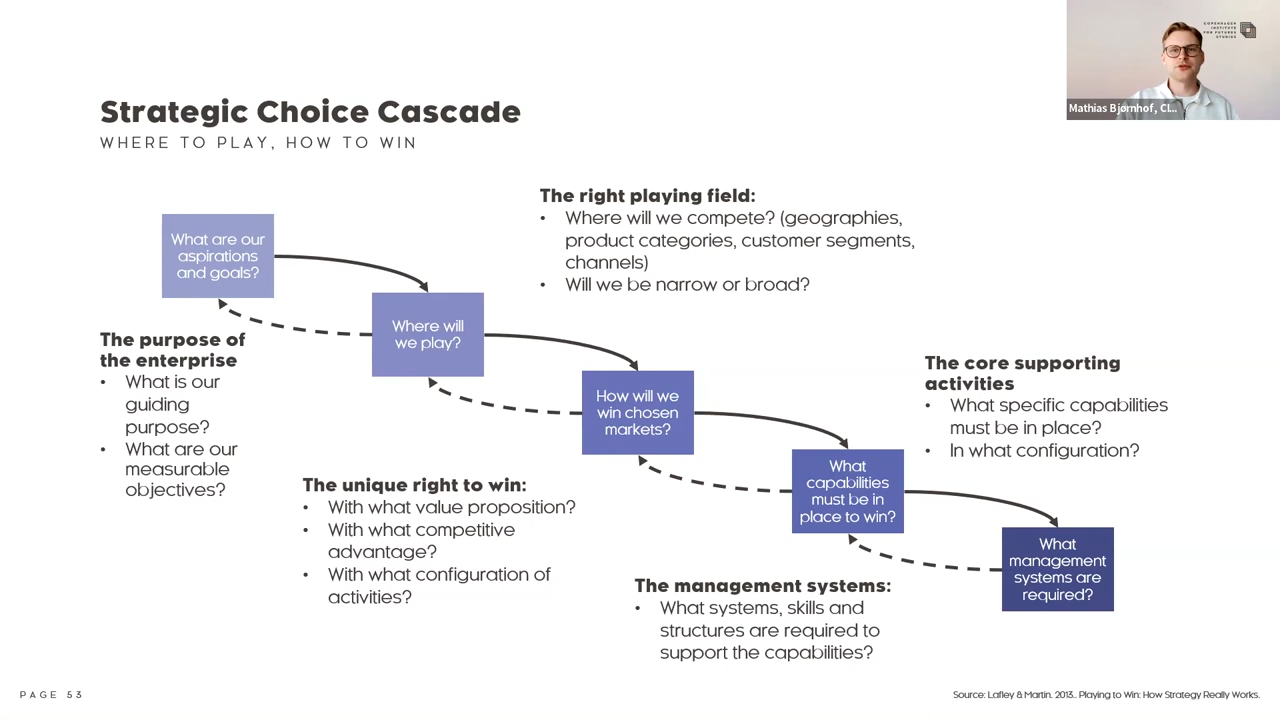 COPENHAGEN
INSTITUTE
FOR FUTURES
STUDIES
Mathias Bjørnhof, CI...
Strategic Choice Cascade
WHERE TO PLAY, HOW TO WIN
What are our
aspirations
and goals?
The purpose of
the enterprise
• What is our
guiding
purpose?
• What are our
measurable
objectives?
Where will
we play?
The right playing field:
• Where will we compete? (geographies,
product categories, customer segments,
channels)
• Will we be narrow or broad?
How will we
win chosen
markets?
The unique right to win:
• With what value proposition?
• With what competitive
advantage?
• With what configuration of
activities?
What
capabilities
must be in
place to win?
The core supporting
activities
• What specific capabilities
must be in place?
• In what configuration?
What
management
systems are
required?
The management systems:
• What systems, skills and
structures are required to
support the capabilities?
PAGE 53
Source: Lafley & Martin. 2013.. Playing to Win: How Strategy Really Works.